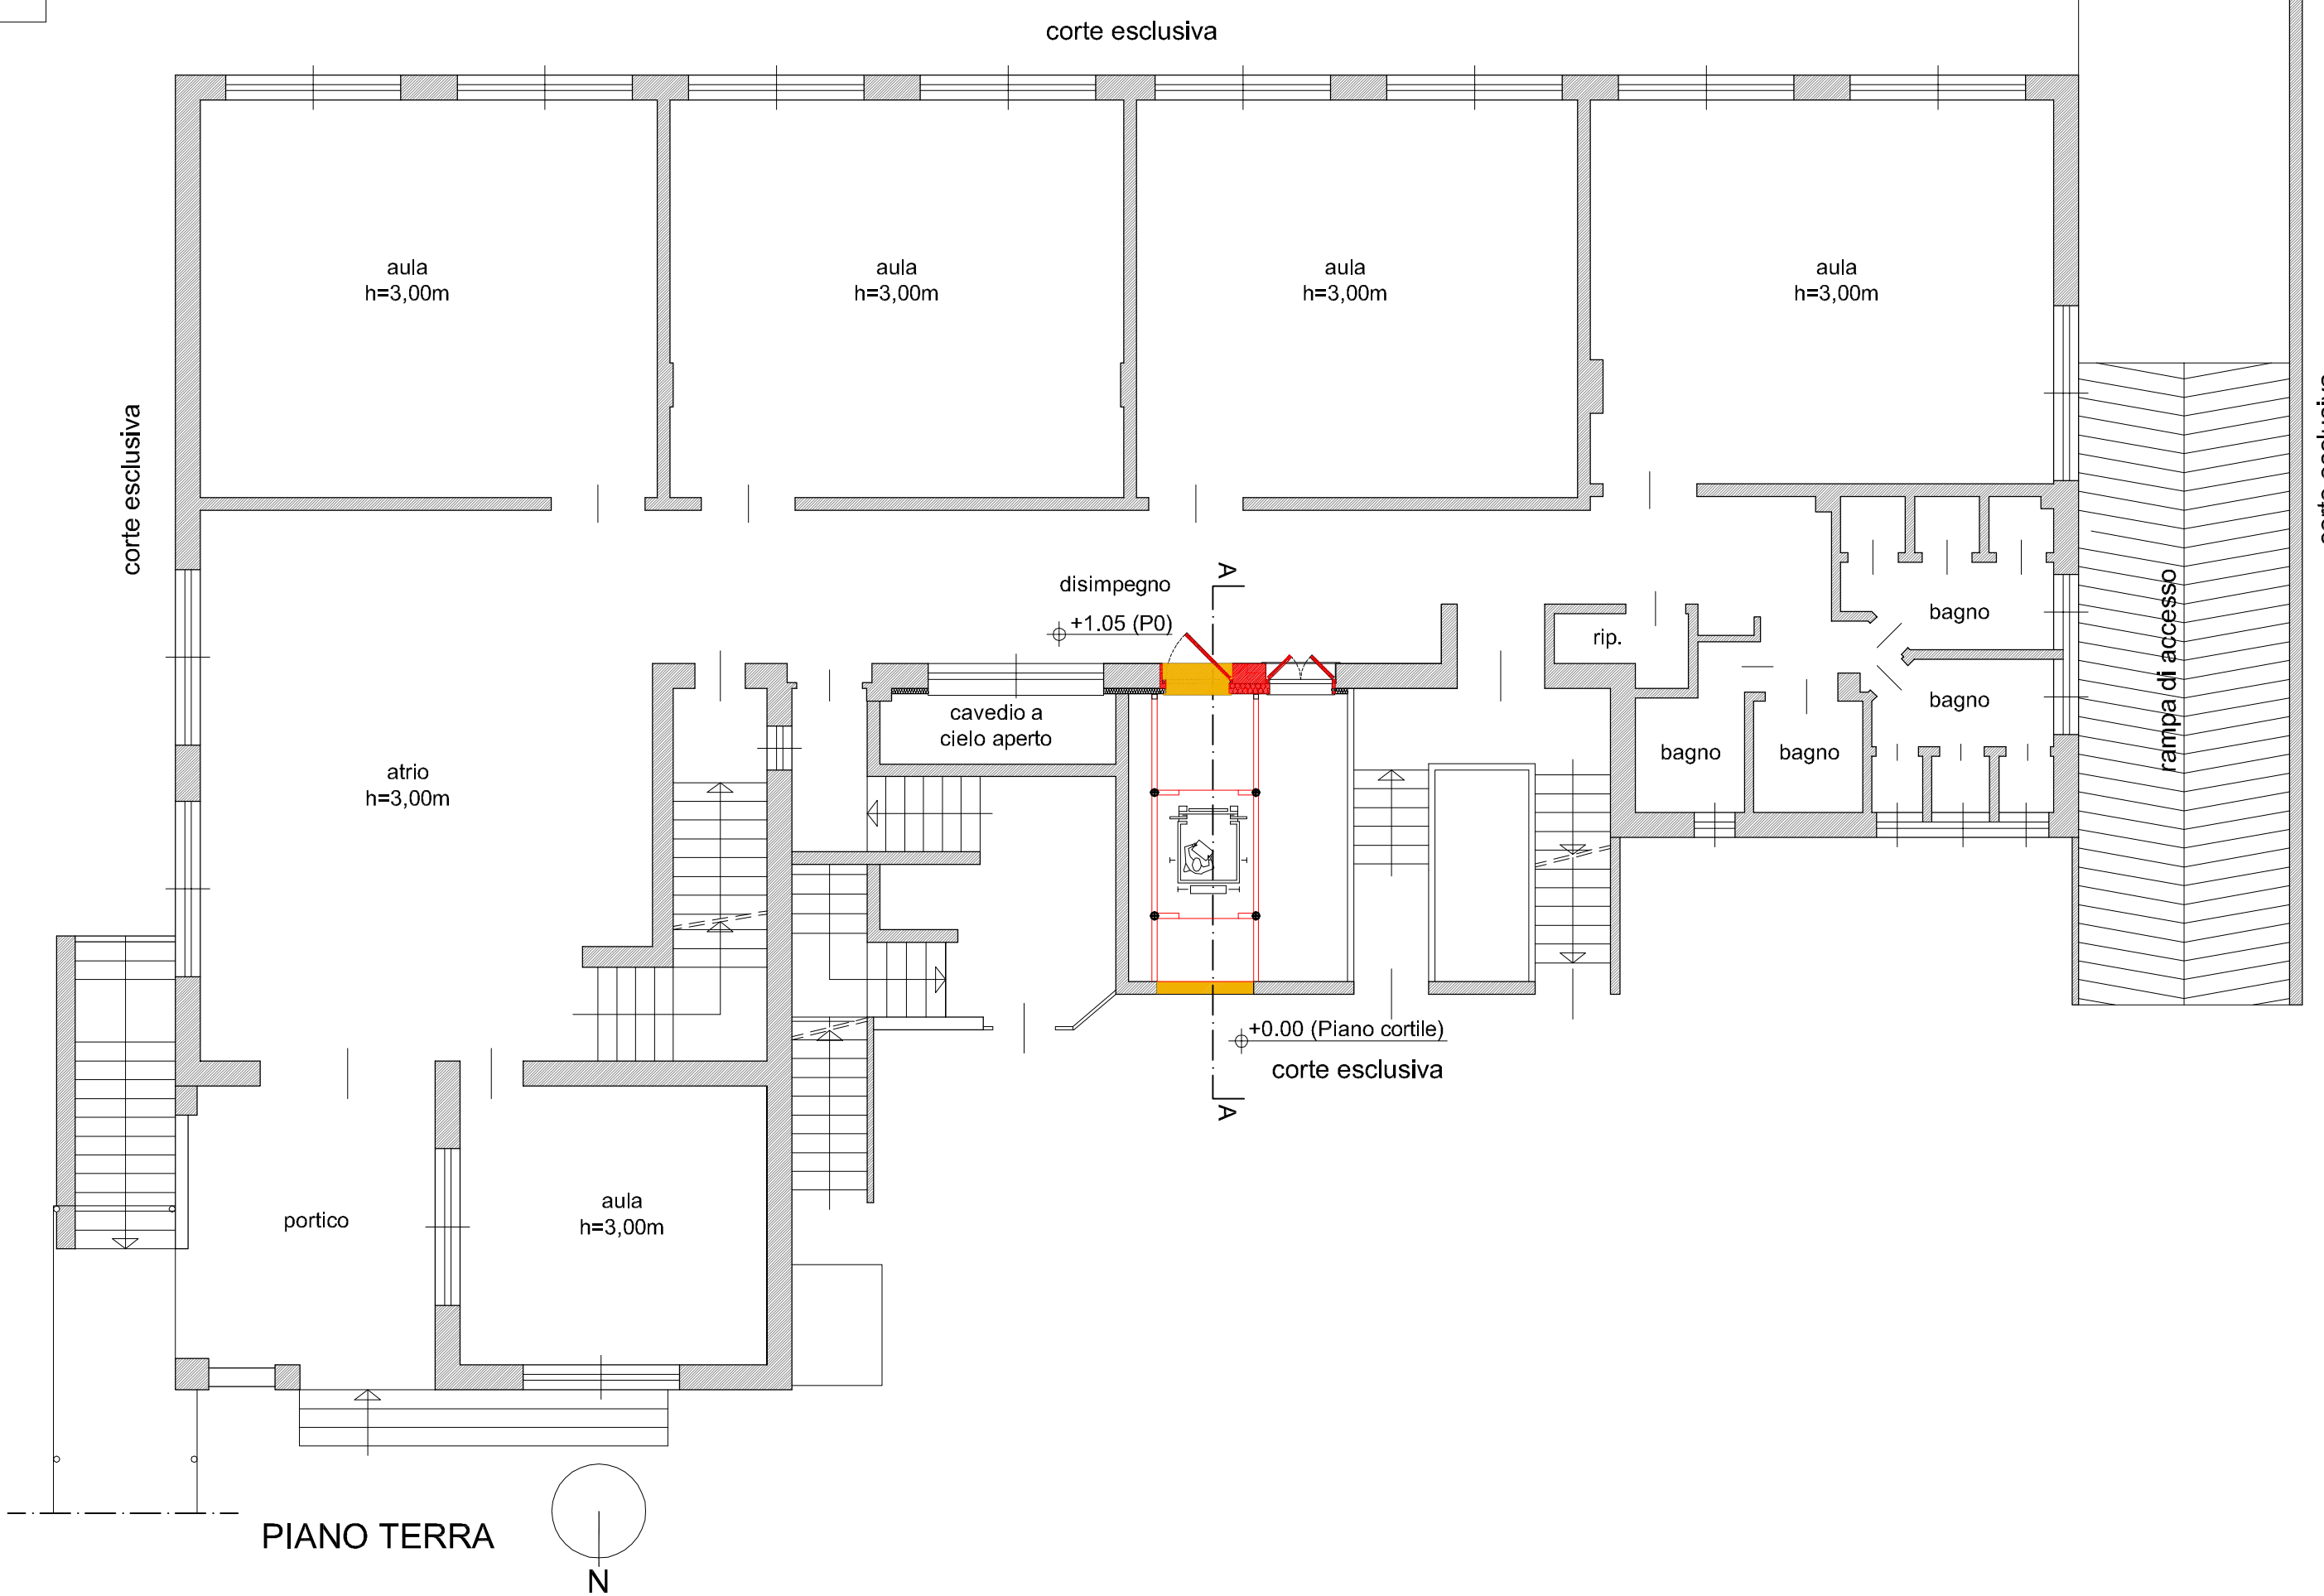 corte esclusiva
aula
h=3,00m
aula
h=3,00m
aula
h=3,00m
aula
h=3,00m
corte esclusiva
corte esclusiva
disimpegno
+1.05 (P0)
A
rip.
bagno
bagno
rampa di accesso
cavedio a
cielo aperto
bagno
bagno
atrio
h=3,00m
+0.00 (Piano cortile)
corte esclusiva
A
portico
aula
h=3,00m
PIANO TERRA
N